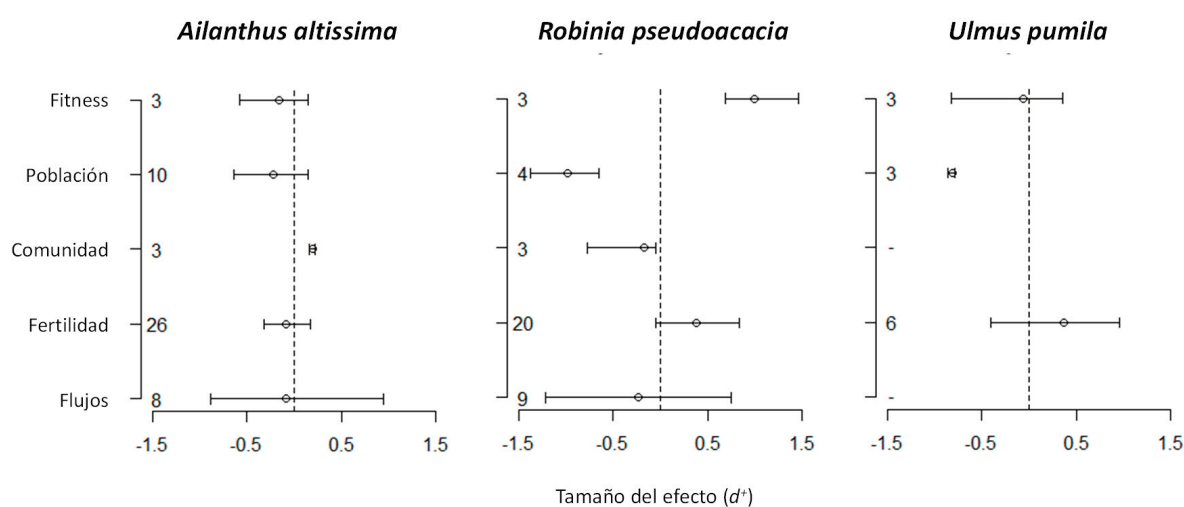 Ailanthus altissima Robinia pseudoacacia Ulmus pumila
Fitness 3 3 3
Población 10 4 3
Comunidad 3 3 -
Fertilidad 26 20 6
Flujos 8 9 -
-1.5 -0.5 0.5 1.5 -1.5 -0.5 0.5 1.5 -1.5 -0.5 0.5 1.5
Tamaño del efecto (d⁺)